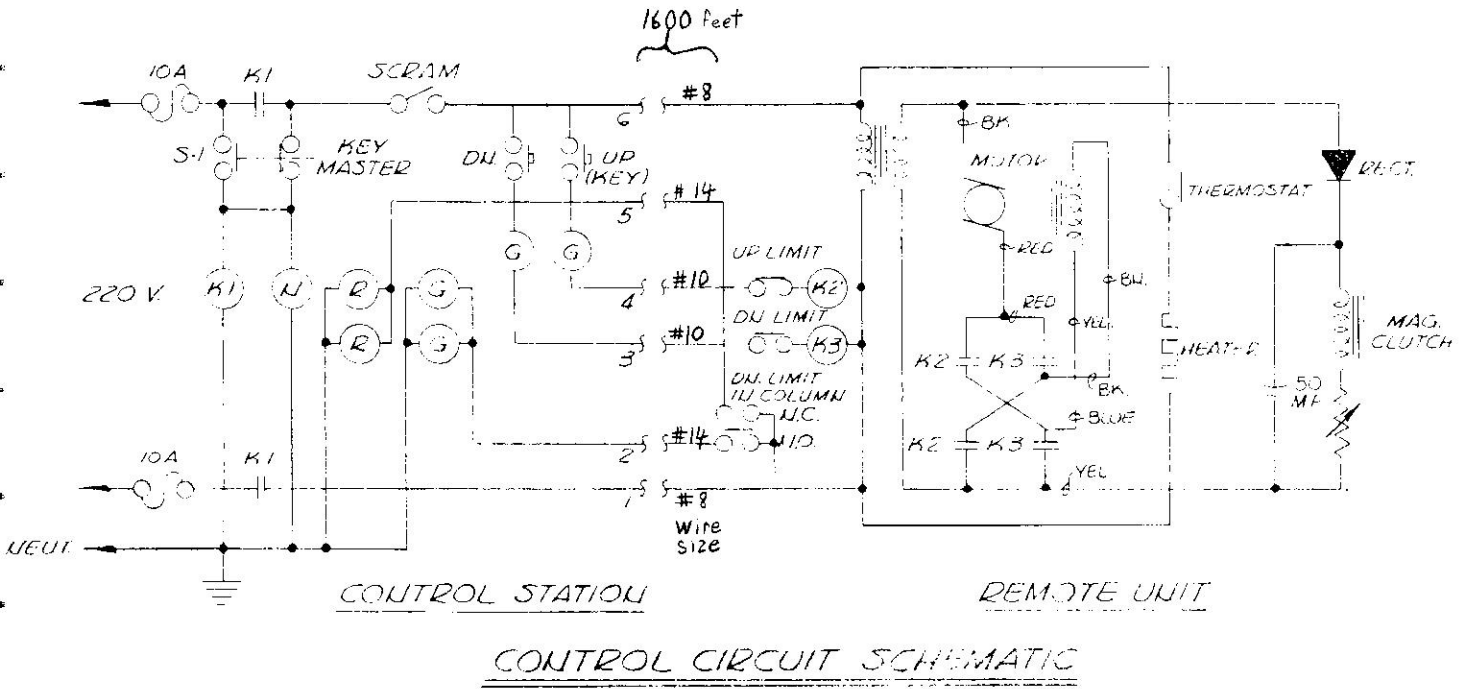 1600 feet
10A
K1
SCRAM
#8
6
BK
S-1
KEY
MASTER
DN.
UP
(KEY)
MOTOR
RECT.
THERMOSTAT
#14
5
G
G
RED
UP LIMIT
220 V.
K1
N
R
G
#10
4
K2
RED
BN.
YEL.
DN LIMIT
MAG.
CLUTCH
R
G
#10
3
K3
K2
K3
HEATER
DN. LIMIT
IN COLUMN
N.C.
BK.
50
MF
BLUE
#14
2
N.O.
K2
K3
10A
K1
YEL
1
#8
Wire
size
NEUT.
CONTROL STATION
REMOTE UNIT
CONTROL CIRCUIT SCHEMATIC